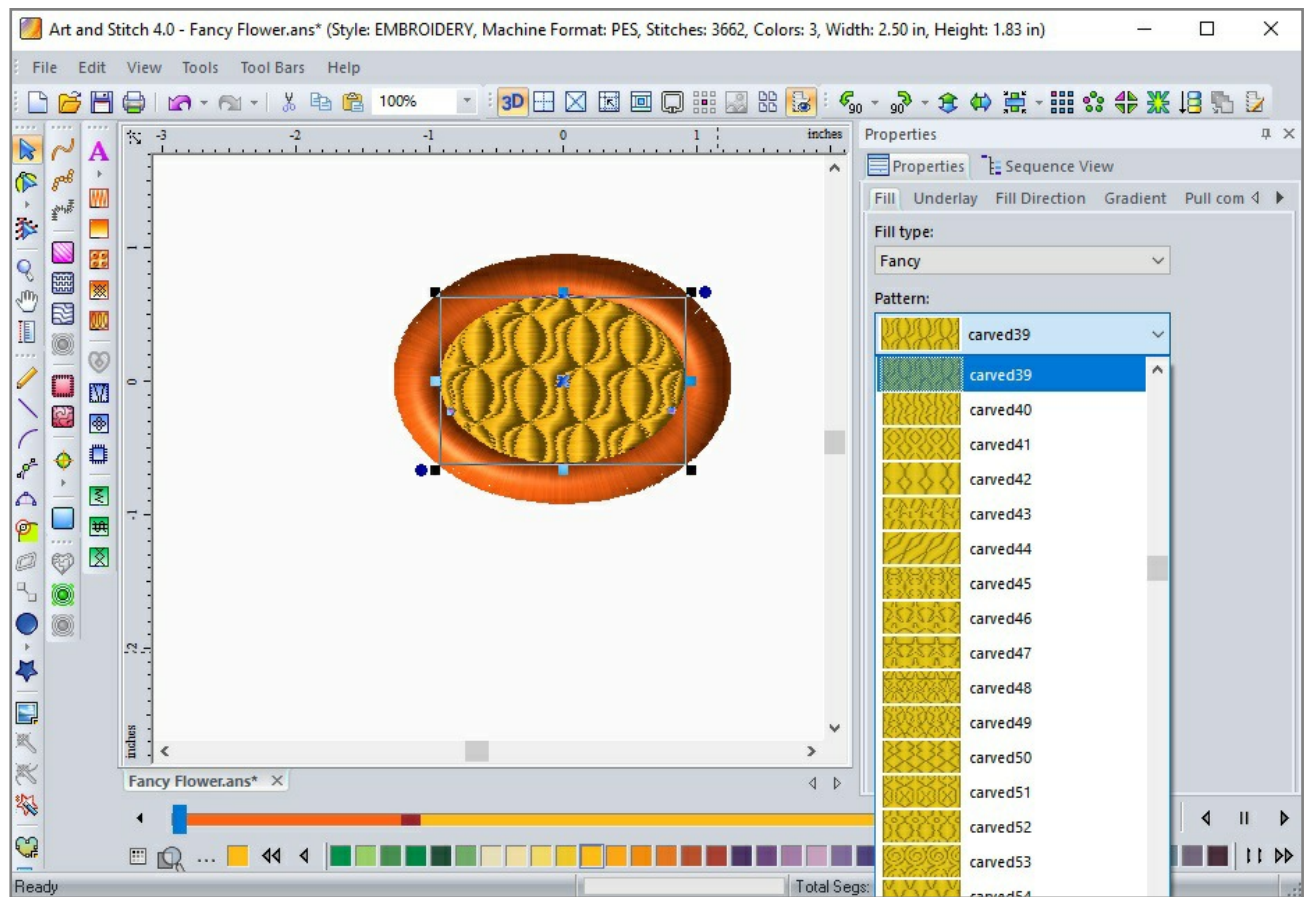 Art and Stitch 4.0 - Fancy Flower.ans* (Style: EMBROIDERY, Machine Format: PES, Stitches: 3662, Colors: 3, Width: 2.50 in, Height: 1.83 in)
File Edit View Tools Tool Bars Help
100% 3D 90 90
-3 -2 -1 0 1 inches
Properties
A
Properties Sequence View
Fill Underlay Fill Direction Gradient Pull com
Fill type:
Fancy
Pattern:
carved39
carved39
carved40
carved41
carved42
carved43
carved44
carved45
carved46
carved47
carved48
carved49
carved50
carved51
carved52
carved53
carved54
1
0
-1
-2
inches
Fancy Flower.ans*
...
Ready
Total Segs: